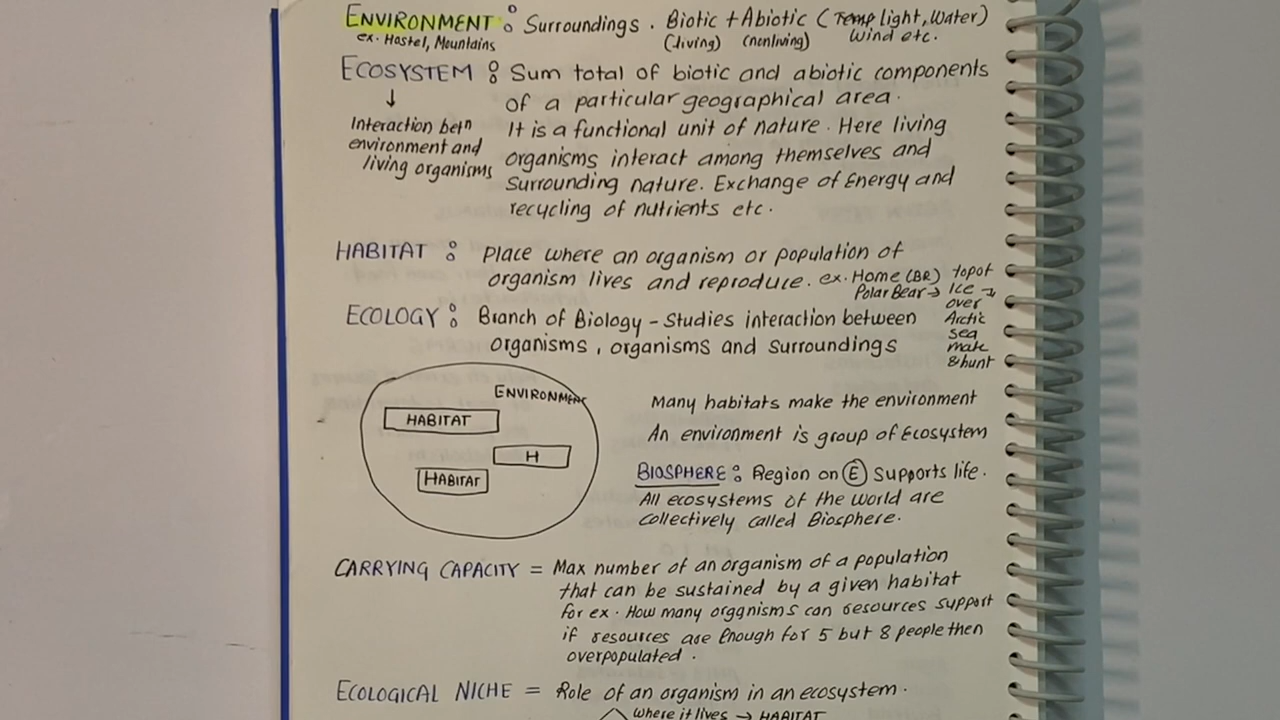 ENVIRONMENT : Surroundings. Biotic + Abiotic (Temp light, Water)
ex. Hostel, Mountains (living) (nonliving) Wind etc.
ECOSYSTEM : Sum total of biotic and abiotic components
↓ of a particular geographical area.
Interaction betn It is a functional unit of nature. Here living
environment and organisms interact among themselves and
living organisms Surrounding nature. Exchange of Energy and
recycling of nutrients etc.
HABITAT : Place where an organism or population of
organism lives and reproduce. ex. Home (BR)
Polar Bear → top of
Ice →
over
Arctic
sea
mate
& hunt
ECOLOGY : Branch of Biology - Studies interaction between
organisms, organisms and surroundings
ENVIRONMENT
HABITAT
H
HABITAT
Many habitats make the environment
An environment is group of Ecosystem
BIOSPHERE : Region on E Supports life.
All ecosystems of the world are
collectively called Biosphere.
CARRYING CAPACITY = Max number of an organism of a population
that can be sustained by a given habitat
for ex. How many orggnisms can resources support
if resources are Enough for 5 but 8 people then
overpopulated.
ECOLOGICAL NICHE = Role of an organism in an ecosystem.
where it lives → HABITAT